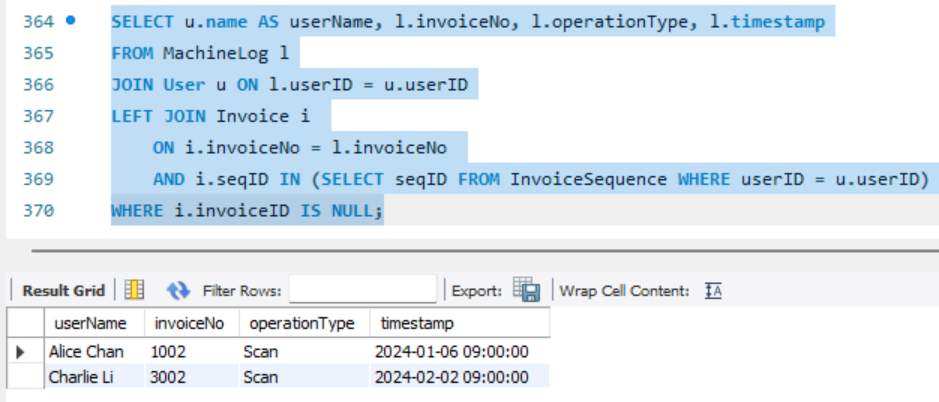 364 SELECT u.name AS userName, l.invoiceNo, l.operationType, l.timestamp
365 FROM MachineLog l
366 JOIN User u ON l.userID = u.userID
367 LEFT JOIN Invoice i
368 ON i.invoiceNo = l.invoiceNo
369 AND i.seqID IN (SELECT seqID FROM InvoiceSequence WHERE userID = u.userID)
370 WHERE i.invoiceID IS NULL;
Result Grid Filter Rows: Export: Wrap Cell Content: IA
userName invoiceNo operationType timestamp
Alice Chan 1002 Scan 2024-01-06 09:00:00
Charlie Li 3002 Scan 2024-02-02 09:00:00